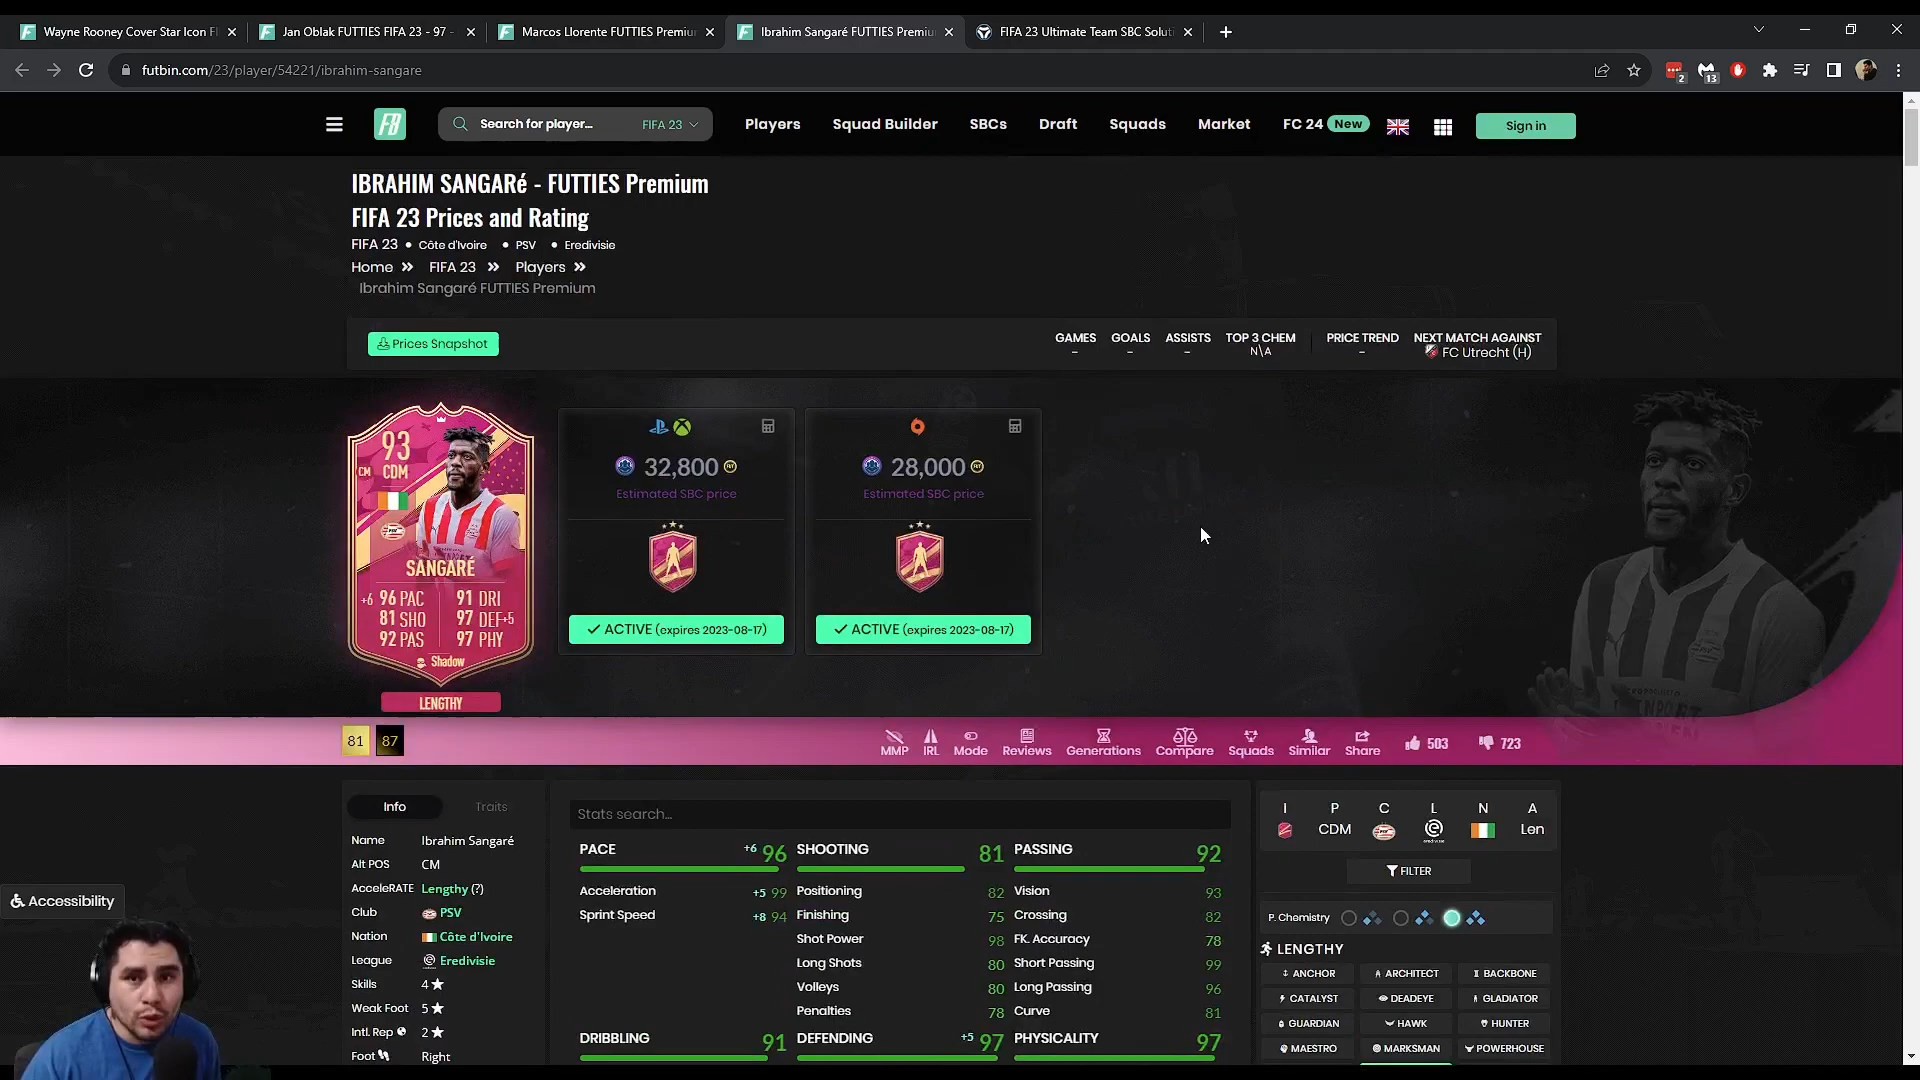 Wayne Rooney Cover Star Icon FI
Jan Oblak FUTTIES FIFA 23 - 97 -
Marcos Llorente FUTTIES Premiu
Ibrahim Sangaré FUTTIES Premiu
FIFA 23 Ultimate Team SBC Soluti
futbin.com/23/player/54221/ibrahim-sangare
2
13
FB
Search for player...
FIFA 23
Players
Squad Builder
SBCs
Draft
Squads
Market
FC 24 New
Sign in
IBRAHIM SANGARé - FUTTIES Premium
FIFA 23 Prices and Rating
FIFA 23 • Côte d'Ivoire • PSV • Eredivisie
Home » FIFA 23 » Players »
Ibrahim Sangaré FUTTIES Premium
Prices Snapshot
GAMES
-
GOALS
-
ASSISTS
-
TOP 3 CHEM
N\A
PRICE TREND
-
NEXT MATCH AGAINST
FC Utrecht (H)
93
CM CDM
SANGARÉ
+6 96 PAC 91 DRI
81 SHO 97 DEF+5
92 PAS 97 PHY
Shadow
LENGTHY
32,800
Estimated SBC price
ACTIVE (expires 2023-08-17)
28,000
Estimated SBC price
ACTIVE (expires 2023-08-17)
81 87
MMP
IRL
Mode
Reviews
Generations
Compare
Squads
Similar
Share
503
723
Info Traits
Name Ibrahim Sangaré
Alt POS CM
AcceleRATE Lengthy (?)
Club PSV
Nation Côte d'Ivoire
League Eredivisie
Skills 4★
Weak Foot 5★
Intl. Rep 2★
Foot Right
Accessibility
Stats search...
PACE +6 96
Acceleration +5 99
Sprint Speed +8 94
SHOOTING 81
Positioning 82
Finishing 75
Shot Power 98
Long Shots 80
Volleys 80
Penalties 78
PASSING 92
Vision 93
Crossing 82
FK. Accuracy 78
Short Passing 99
Long Passing 96
Curve 81
DRIBBLING 91
DEFENDING +5 97
PHYSICALITY 97
I P C L N A
CDM Len
FILTER
P. Chemistry
LENGTHY
ANCHOR ARCHITECT BACKBONE
CATALYST DEADEYE GLADIATOR
GUARDIAN HAWK HUNTER
MAESTRO MARKSMAN POWERHOUSE